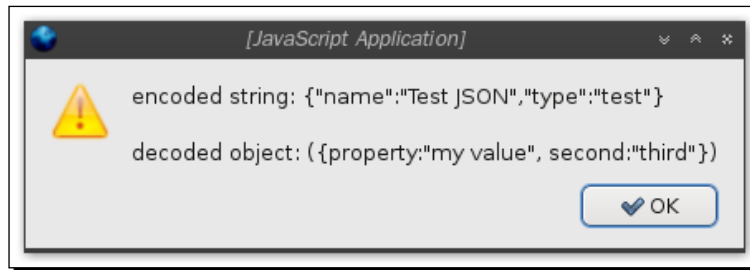 [JavaScript Application]
encoded string: {"name":"Test JSON","type":"test"}
decoded object: ({property:"my value", second:"third"})
OK